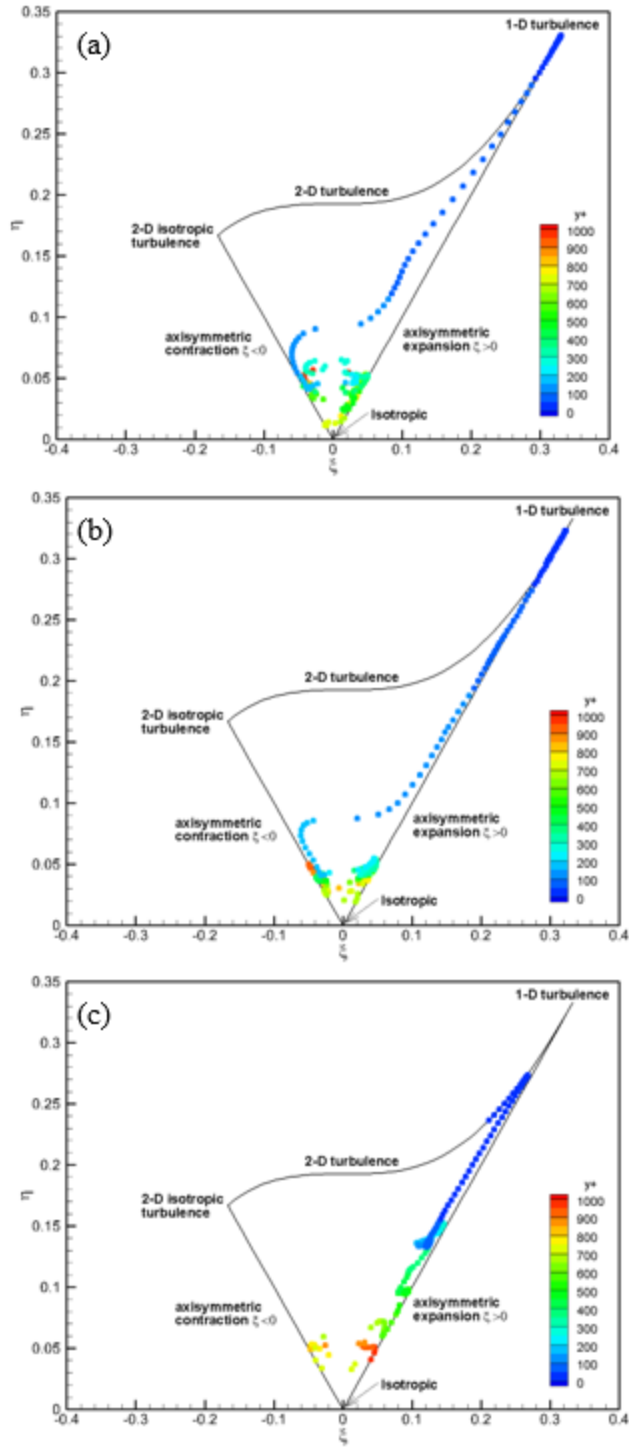 (a)
0.35
1-D turbulence
0.3
0.25
0.2
2-D turbulence
2-D isotropic
turbulence
η
0.15
axisymmetric
contraction ξ<0
0.1
axisymmetric
expansion ξ>0
0.05
Isotropic
0
y+
1000
900
800
700
600
500
400
300
200
100
0
-0.4 -0.3 -0.2 -0.1 0 0.1 0.2 0.3 0.4
ξ
(b)
0.35
1-D turbulence
0.3
0.25
0.2
2-D turbulence
2-D isotropic
turbulence
η
0.15
axisymmetric
contraction ξ<0
0.1
axisymmetric
expansion ξ>0
0.05
Isotropic
0
y+
1000
900
800
700
600
500
400
300
200
100
0
-0.4 -0.3 -0.2 -0.1 0 0.1 0.2 0.3 0.4
ξ
(c)
0.35
1-D turbulence
0.3
0.25
0.2
2-D turbulence
2-D isotropic
turbulence
η
0.15
axisymmetric
contraction ξ<0
0.1
axisymmetric
expansion ξ>0
0.05
Isotropic
0
y+
1000
900
800
700
600
500
400
300
200
100
0
-0.4 -0.3 -0.2 -0.1 0 0.1 0.2 0.3 0.4
ξ